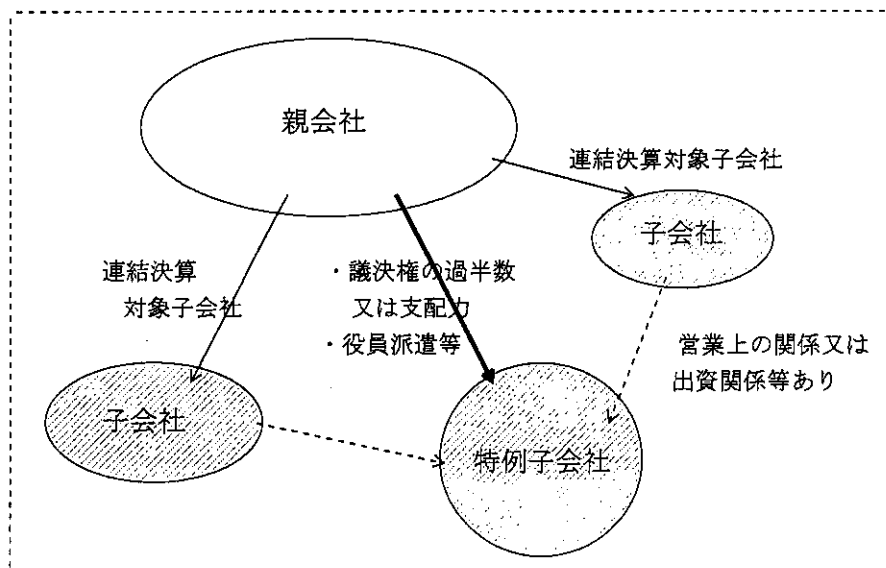 親会社
連結決算対象子会社
子会社
連結決算
対象子会社
・議決権の過半数
又は支配力
・役員派遣等
営業上の関係又は
出資関係等あり
子会社
特例子会社